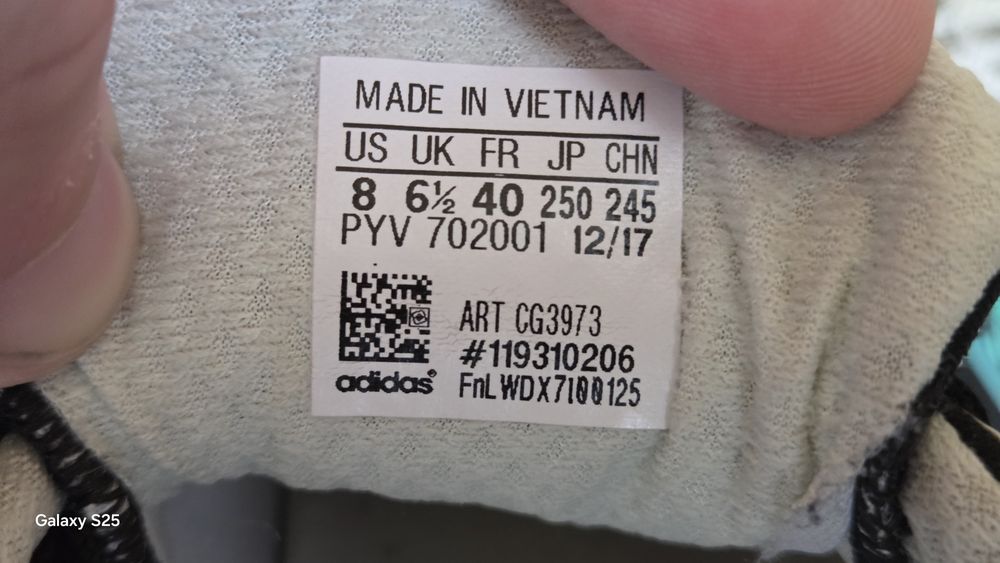 MADE IN VIETNAM
US UK FR JP CHN
8 6½ 40 250 245
PYV 702001 12/17
ART CG3973
#119310206
adidas® FnLWDX7I00125
Galaxy S25